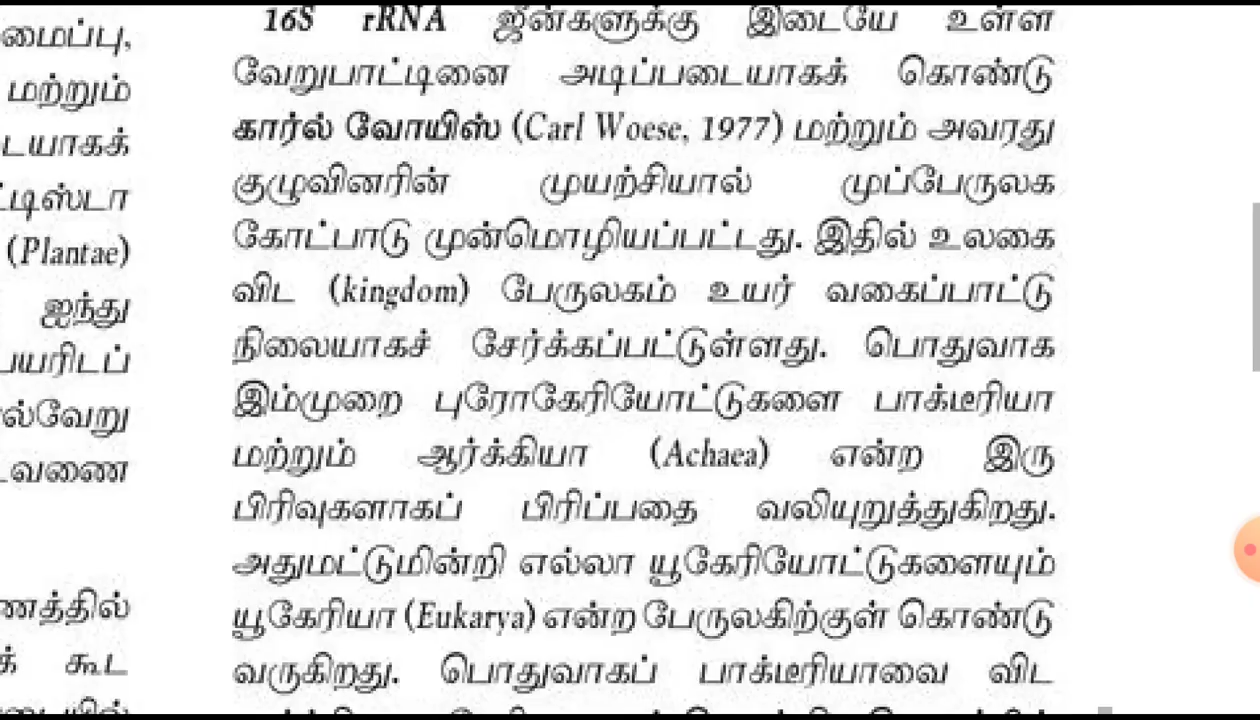 மைப்பு,
மற்றும்
டையாகக்
ட்டிஸ்டா
(Plantae)
ஐந்து
பயரிடப்
ல்வேறு
டவணை
ணத்தில்
க் கூட
16S rRNA ஜீன்களுக்கு இடையே உள்ள
வேறுபாட்டினை அடிப்படையாகக் கொண்டு
கார்ல் வோயிஸ் (Carl Woese, 1977) மற்றும் அவரது
குழுவினரின் முயற்சியால் முப்பேருலக
கோட்பாடு முன்மொழியப்பட்டது. இதில் உலகை
விட (kingdom) பேருலகம் உயர் வகைப்பாட்டு
நிலையாகச் சேர்க்கப்பட்டுள்ளது. பொதுவாக
இம்முறை புரோகேரியோட்டுகளை பாக்டீரியா
மற்றும் ஆர்க்கியா (Achaea) என்ற இரு
பிரிவுகளாகப் பிரிப்பதை வலியுறுத்துகிறது.
அதுமட்டுமின்றி எல்லா யூகேரியோட்டுகளையும்
யூகேரியா (Eukarya) என்ற பேருலகிற்குள் கொண்டு
வருகிறது. பொதுவாகப் பாக்டீரியாவை விட